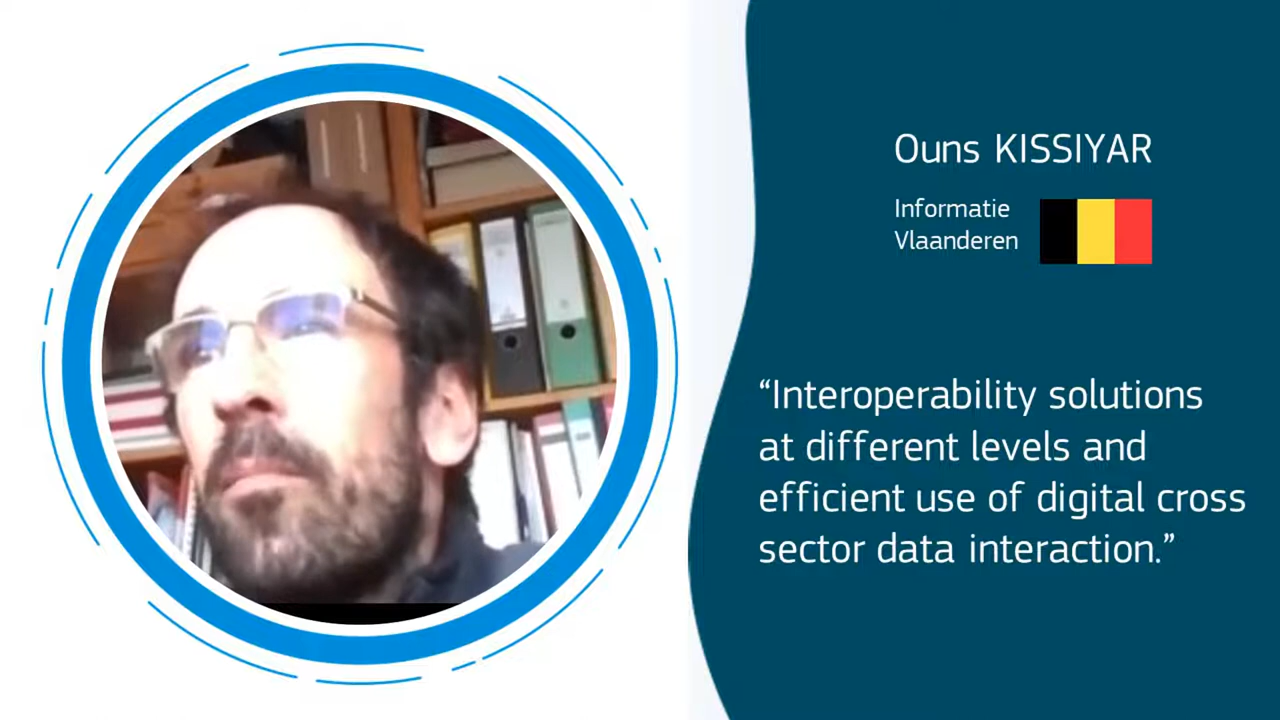 Ouns KISSIYAR
Informatie
Vlaanderen
“Interoperability solutions
at different levels and
efficient use of digital cross
sector data interaction.”